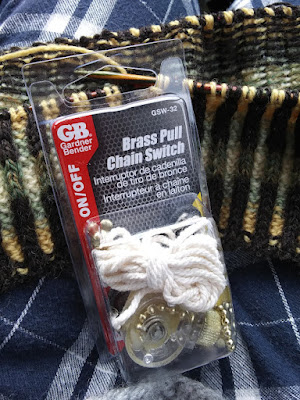 GSW-32
GB
Gardner
Bender
ON/OFF
Brass Pull
Chain Switch
Interruptor de cadenilla
de tiro de bronce
Interrupteur à chaîne
en laiton